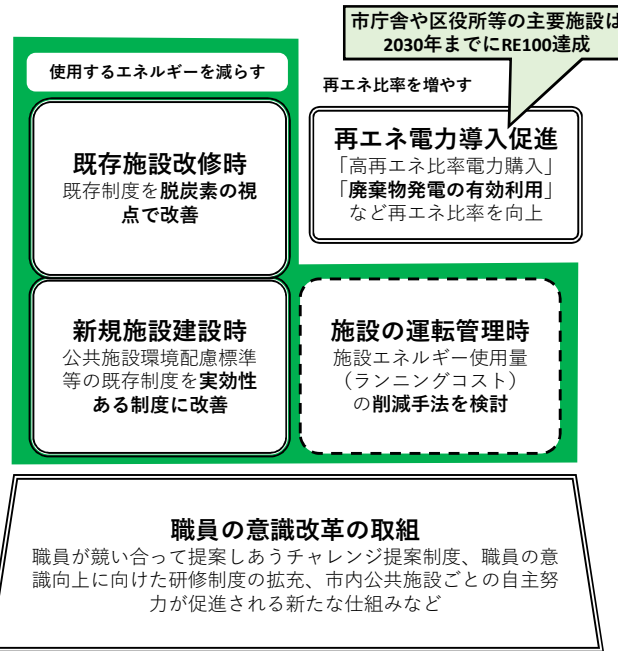 市庁舎や区役所等の主要施設は
2030年までにRE100達成
使用するエネルギーを減らす
再エネ比率を増やす
既存施設改修時
既存制度を脱炭素の視
点で改善
再エネ電力導入促進
「高再エネ比率電力購入」
「廃棄物発電の有効利用」
など再エネ比率を向上
新規施設建設時
公共施設環境配慮標準
等の既存制度を実効性
ある制度に改善
施設の運転管理時
施設エネルギー使用量
（ランニングコスト）
の削減手法を検討
職員の意識改革の取組
職員が競い合って提案しあうチャレンジ提案制度、職員の意
識向上に向けた研修制度の拡充、市内公共施設ごとの自主努
力が促進される新たな仕組みなど